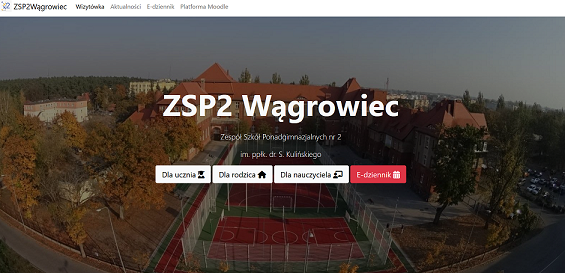 ZSP2Wągrowiec Wizytówka Aktualności E-dziennik Platforma Moodle
ZSP2 Wągrowiec
Zespół Szkół Ponadgimnazjalnych nr 2
im. ppłk. dr. S. Kulińskiego
Dla ucznia Dla rodzica Dla nauczyciela E-dziennik